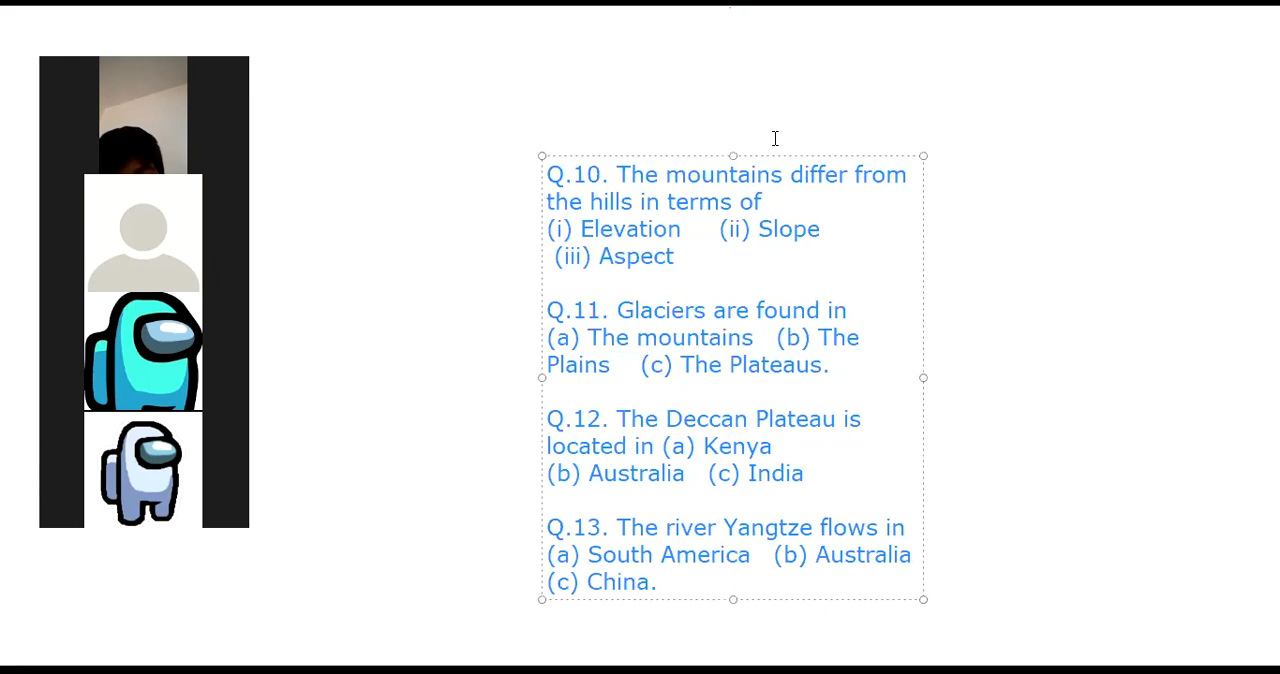 Q.10. The mountains differ from
the hills in terms of
(i) Elevation (ii) Slope
(iii) Aspect
Q.11. Glaciers are found in
(a) The mountains (b) The
Plains (c) The Plateaus.
Q.12. The Deccan Plateau is
located in (a) Kenya
(b) Australia (c) India
Q.13. The river Yangtze flows in
(a) South America (b) Australia
(c) China.